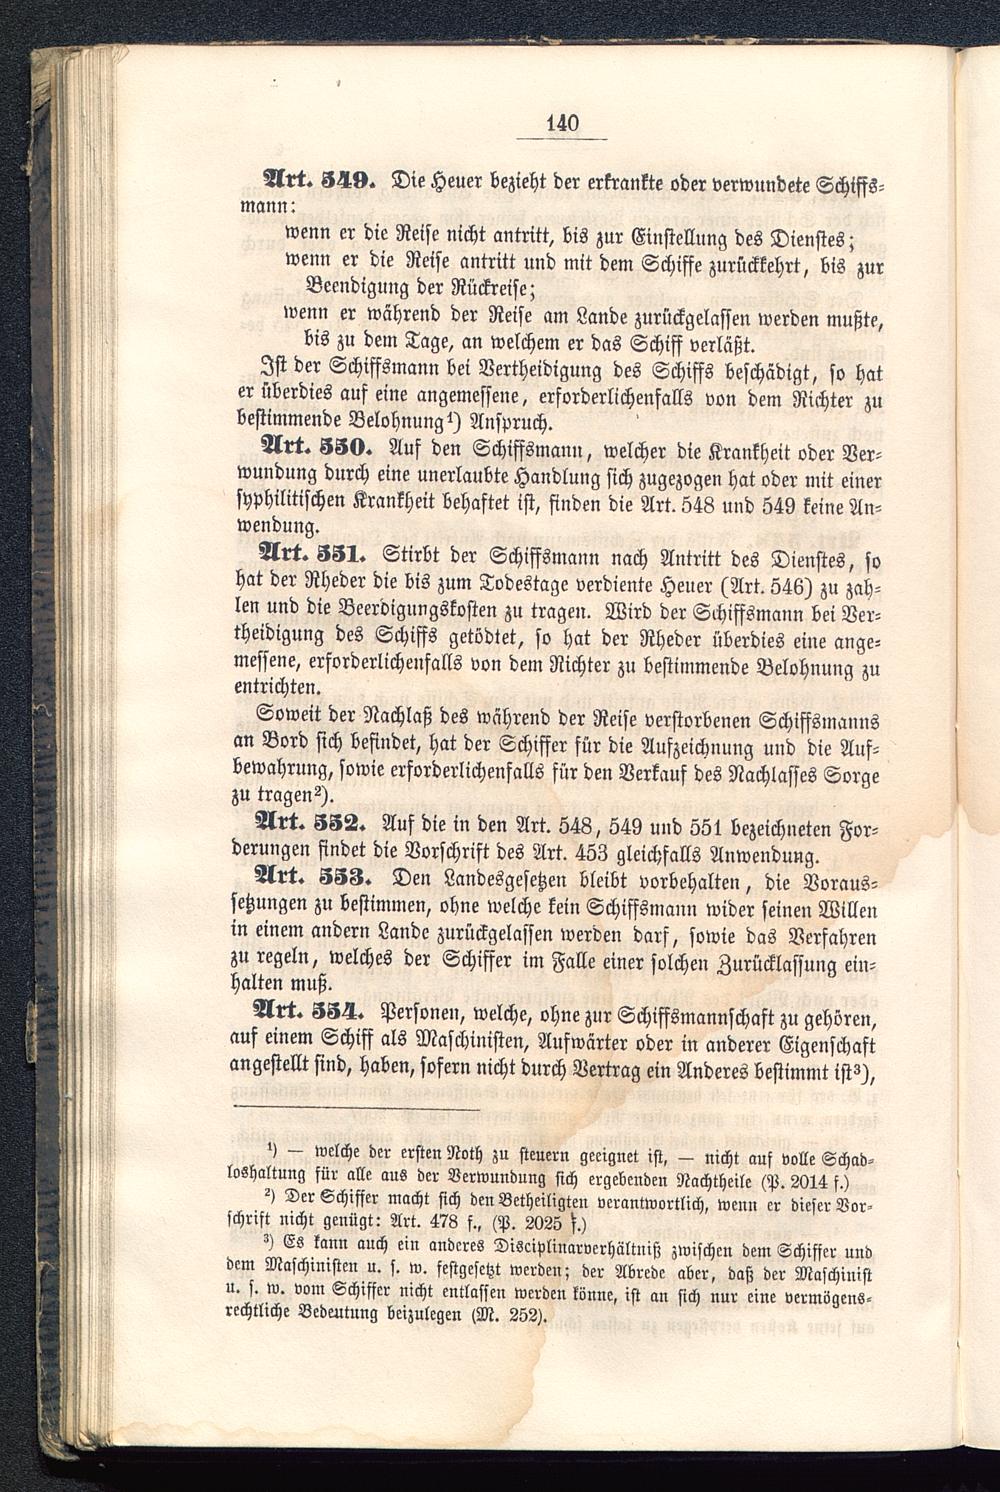 140
Art. 549. Die Heuer bezieht der erkrankte oder verwundete Schiffs-
mann:
wenn er die Reise nicht antritt, bis zur Einstellung des Dienstes;
wenn er die Reise antritt und mit dem Schiffe zurückkehrt, bis zur
Beendigung der Rückreise;
wenn er während der Reise am Lande zurückgelassen werden mußte,
bis zu dem Tage, an welchem er das Schiff verläßt.
Ist der Schiffsmann bei Vertheidigung des Schiffs beschädigt, so hat
er überdies auf eine angemessene, erforderlichenfalls von dem Richter zu
bestimmende Belohnung¹) Anspruch.
Art. 550. Auf den Schiffsmann, welcher die Krankheit oder Ver-
wundung durch eine unerlaubte Handlung sich zugezogen hat oder mit einer
syphilitischen Krankheit behaftet ist, finden die Art. 548 und 549 keine An-
wendung.
Art. 551. Stirbt der Schiffsmann nach Antritt des Dienstes, so
hat der Rheder die bis zum Todestage verdiente Heuer (Art. 546) zu zah-
len und die Beerdigungskosten zu tragen. Wird der Schiffsmann bei Ver-
theidigung des Schiffs getödtet, so hat der Rheder überdies eine ange-
messene, erforderlichenfalls von dem Richter zu bestimmende Belohnung zu
entrichten.
Soweit der Nachlaß des während der Reise verstorbenen Schiffsmanns
an Bord sich befindet, hat der Schiffer für die Aufzeichnung und die Auf-
bewahrung, sowie erforderlichenfalls für den Verkauf des Nachlasses Sorge
zu tragen²).
Art. 552. Auf die in den Art. 548, 549 und 551 bezeichneten For-
derungen findet die Vorschrift des Art. 453 gleichfalls Anwendung.
Art. 553. Den Landesgesetzen bleibt vorbehalten, die Voraus-
setzungen zu bestimmen, ohne welche kein Schiffsmann wider seinen Willen
in einem andern Lande zurückgelassen werden darf, sowie das Verfahren
zu regeln, welches der Schiffer im Falle einer solchen Zurücklassung ein-
halten muß.
Art. 554. Personen, welche, ohne zur Schiffsmannschaft zu gehören,
auf einem Schiff als Maschinisten, Aufwärter oder in anderer Eigenschaft
angestellt sind, haben, sofern nicht durch Vertrag ein Anderes bestimmt ist³),
¹) — welche der ersten Noth zu steuern geeignet ist, — nicht auf volle Schad-
loshaltung für alle aus der Verwundung sich ergebenden Nachtheile (P. 2014 f.)
²) Der Schiffer macht sich den Betheiligten verantwortlich, wenn er dieser Vor-
schrift nicht genügt: Art. 478 f., (P. 2025 f.)
³) Es kann auch ein anderes Disciplinarverhältniß zwischen dem Schiffer und
dem Maschinisten u. s. w. festgesetzt werden; der Abrede aber, daß der Maschinist
u. s. w. vom Schiffer nicht entlassen werden könne, ist an sich nur eine vermögens-
rechtliche Bedeutung beizulegen (M. 252).